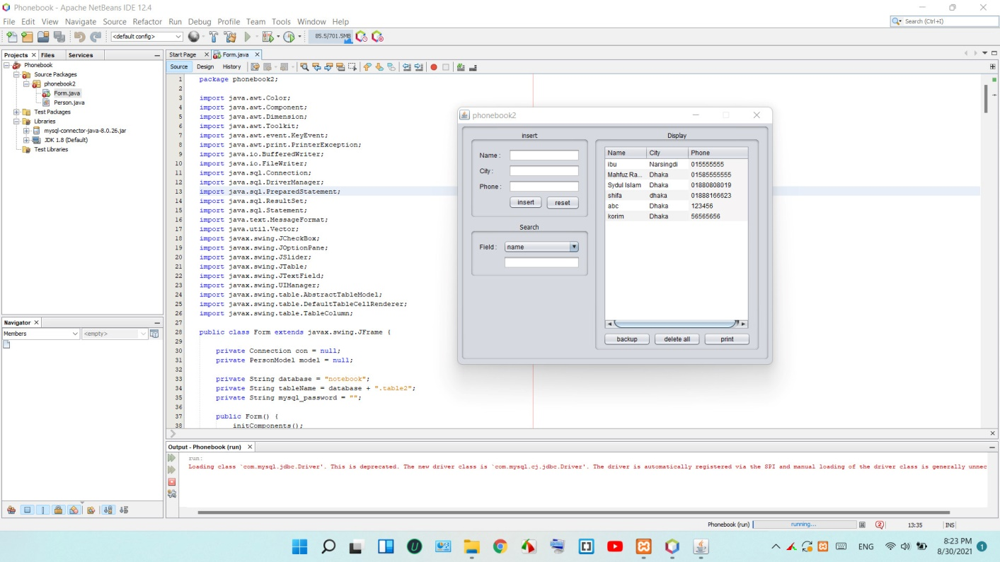 Phonebook - Apache NetBeans IDE 12.4
File Edit View Navigate Source Refactor Run Debug Profile Team Tools Window Help
Search (Ctrl+I)
<default config>
85.5/701.5MB
Projects Files Services
Phonebook
Source Packages
phonebook2
Form.java
Person.java
Test Packages
Libraries
mysql-connector-java-8.0.26.jar
JDK 1.8 (Default)
Test Libraries
Navigator
Members <empty>
Start Page Form.java
Source Design History
1 package phonebook2;
2
3 import java.awt.Color;
4 import java.awt.Component;
5 import java.awt.Dimension;
6 import java.awt.Toolkit;
7 import java.awt.event.KeyEvent;
8 import java.awt.print.PrinterException;
9 import java.io.BufferedWriter;
10 import java.io.FileWriter;
11 import java.sql.Connection;
12 import java.sql.DriverManager;
13 import java.sql.PreparedStatement;
14 import java.sql.ResultSet;
15 import java.sql.Statement;
16 import java.text.MessageFormat;
17 import java.util.Vector;
18 import javax.swing.JCheckBox;
19 import javax.swing.JOptionPane;
20 import javax.swing.JSlider;
21 import javax.swing.JTable;
22 import javax.swing.JTextField;
23 import javax.swing.UIManager;
24 import javax.swing.table.AbstractTableModel;
25 import javax.swing.table.DefaultTableCellRenderer;
26 import javax.swing.table.TableColumn;
27
28 public class Form extends javax.swing.JFrame {
29
30 private Connection con = null;
31 private PersonModel model = null;
32
33 private String database = "notebook";
34 private String tableName = database + ".table2";
35 private String mysql_password = "";
36
37 public Form() {
38 initComponents();
phonebook2
insert
Name :
City :
Phone :
insert reset
Search
Field : name
Display
Name City Phone
ibu Narsingdi 015555555
Mahfuz Ra... Dhaka 01585555555
Sydul Islam Dhaka 01880808019
shifa dhaka 01888166623
abc Dhaka 123456
korim Dhaka 56565656
backup delete all print
Output - Phonebook (run)
run:
Loading class `com.mysql.jdbc.Driver'. This is deprecated. The new driver class is `com.mysql.cj.jdbc.Driver'. The driver is automatically registered via the SPI and manual loading of the driver class is generally unnec
Phonebook (run) running... 2 13:35 INS
ENG 8:23 PM
8/30/2021 1